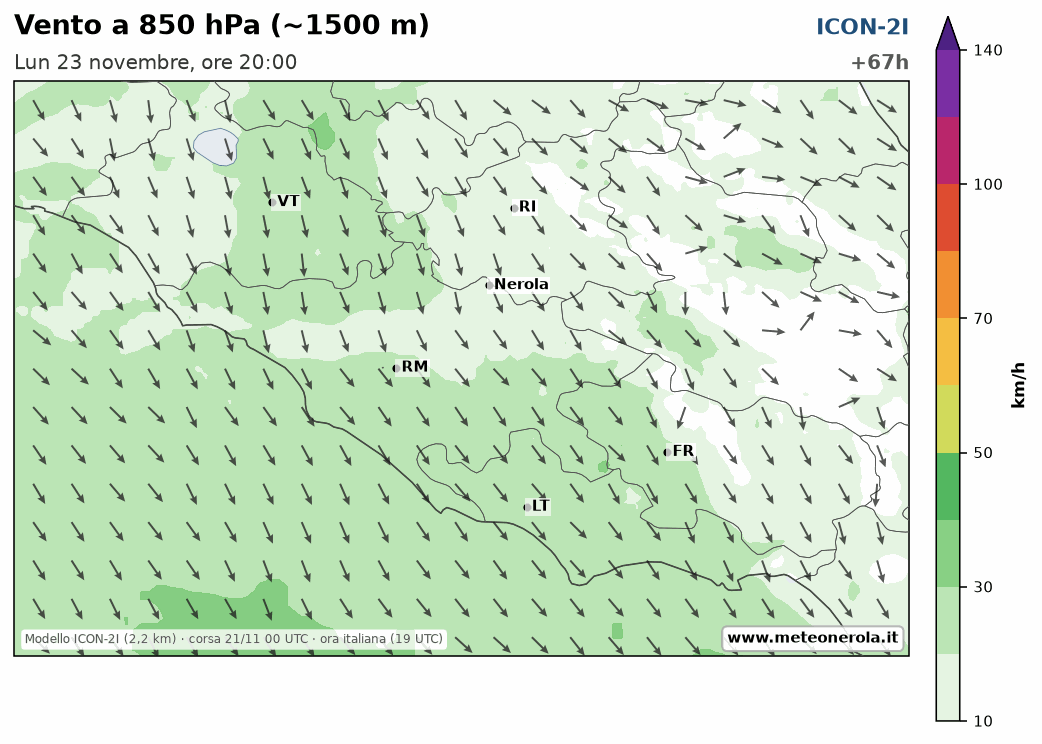 Vento a 850 hPa (~1500 m)
ICON-2I
Lun 23 novembre, ore 20:00
+67h
VT
RI
Nerola
RM
FR
LT
Modello ICON-2I (2,2 km) · corsa 21/11 00 UTC · ora italiana (19 UTC)
www.meteonerola.it
140
100
70
50
30
10
km/h